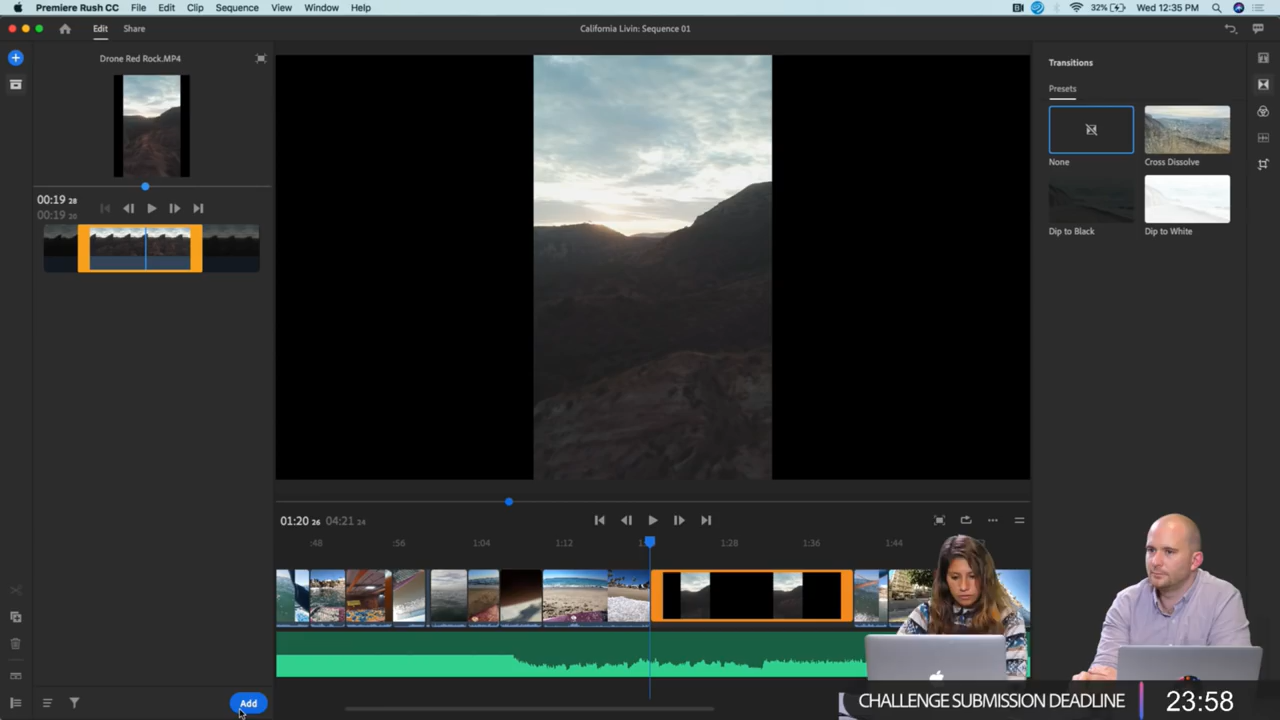 Premiere Rush CC File Edit Clip Sequence View Window Help 32% Wed 12:35 PM
Edit Share California Livin: Sequence 01
Drone Red Rock.MP4
00:19 28
00:19 28
Add
01:20 26 04:21 24
:48 :56 1:04 1:12 1:28 1:36 1:44
Transitions
Presets
None Cross Dissolve
Dip to Black Dip to White
CHALLENGE SUBMISSION DEADLINE 23:58